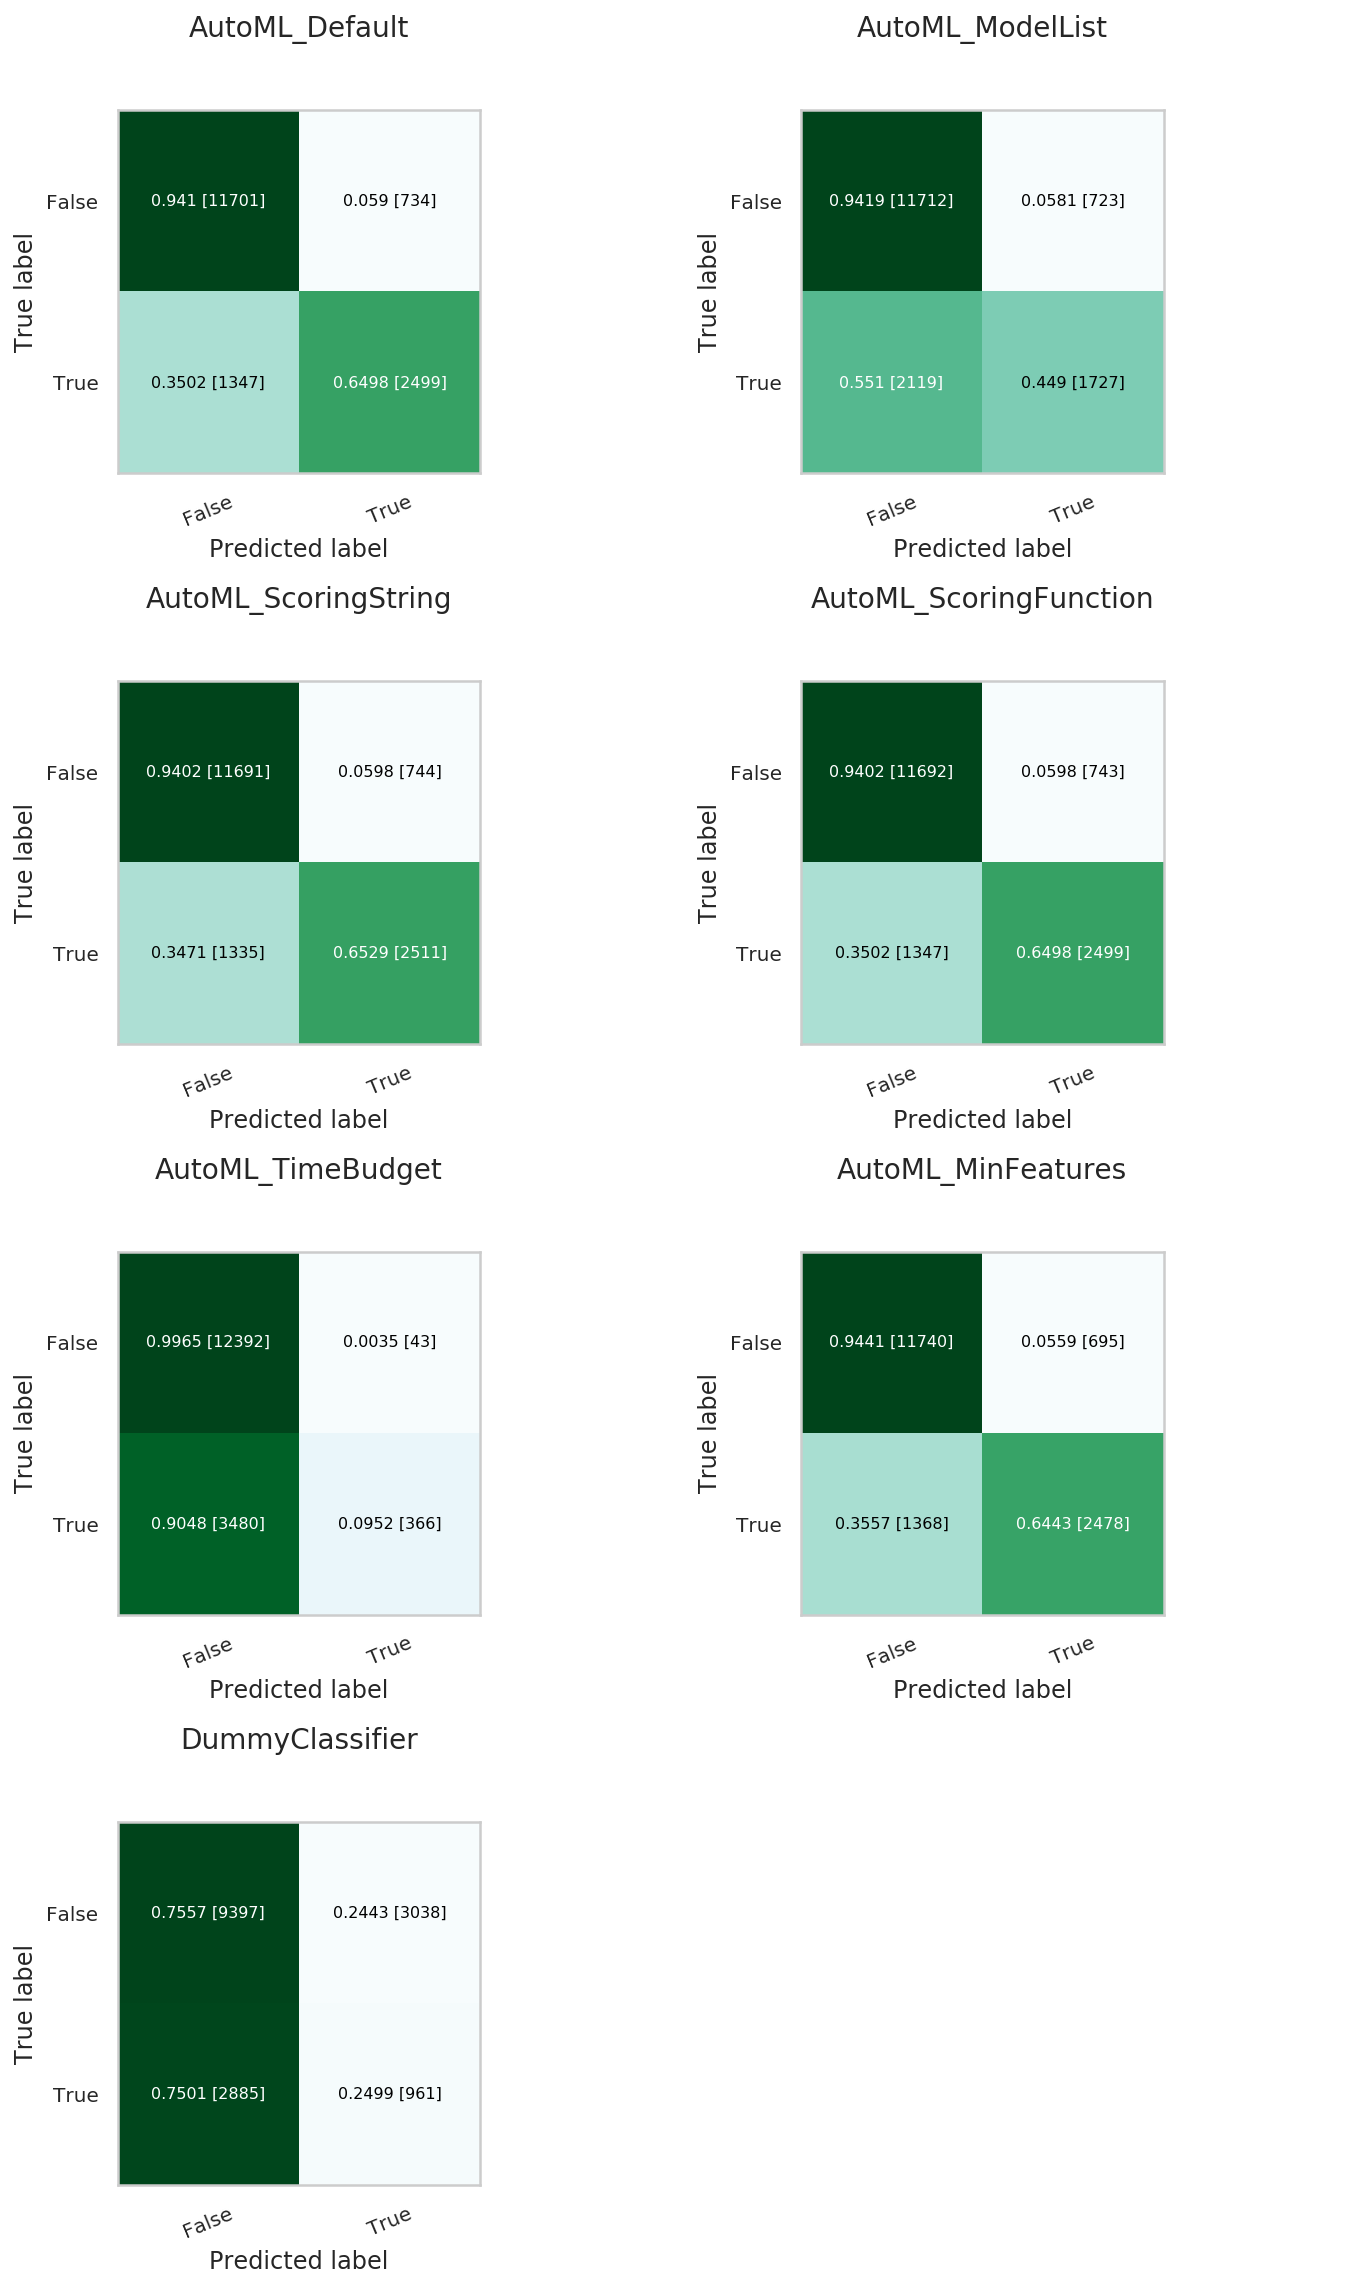 AutoML_Default
True label
False
0.941 [11701]
0.059 [734]
True
0.3502 [1347]
0.6498 [2499]
False
True
Predicted label
AutoML_ModelList
True label
False
0.9419 [11712]
0.0581 [723]
True
0.551 [2119]
0.449 [1727]
False
True
Predicted label
AutoML_ScoringString
True label
False
0.9402 [11691]
0.0598 [744]
True
0.3471 [1335]
0.6529 [2511]
False
True
Predicted label
AutoML_ScoringFunction
True label
False
0.9402 [11692]
0.0598 [743]
True
0.3502 [1347]
0.6498 [2499]
False
True
Predicted label
AutoML_TimeBudget
True label
False
0.9965 [12392]
0.0035 [43]
True
0.9048 [3480]
0.0952 [366]
False
True
Predicted label
AutoML_MinFeatures
True label
False
0.9441 [11740]
0.0559 [695]
True
0.3557 [1368]
0.6443 [2478]
False
True
Predicted label
DummyClassifier
True label
False
0.7557 [9397]
0.2443 [3038]
True
0.7501 [2885]
0.2499 [961]
False
True
Predicted label